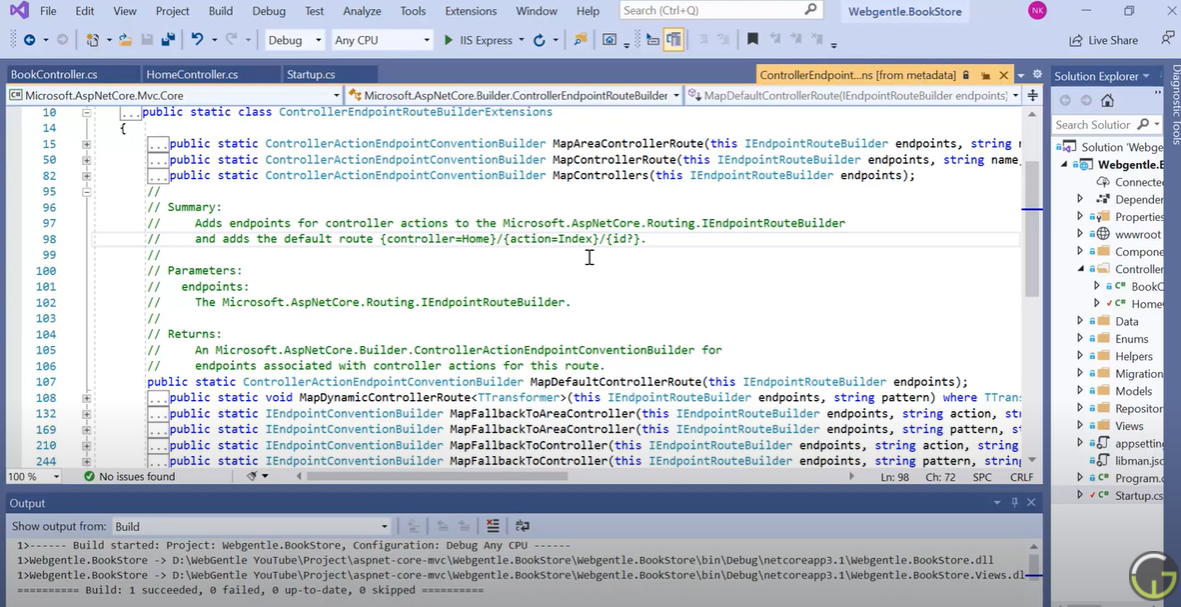 File Edit View Project Build Debug Test Analyze Tools Extensions Window Help Search (Ctrl+Q) Webgentle.BookStore NK
Debug Any CPU IIS Express Live Share
BookController.cs HomeController.cs Startup.cs ControllerEndpoint...ns [from metadata] Solution Explorer
Diagnostic Tools
Microsoft.AspNetCore.Mvc.Core Microsoft.AspNetCore.Builder.ControllerEndpointRouteBuilder MapDefaultControllerRoute(IEndpointRouteBuilder endpoints)
10 ... public static class ControllerEndpointRouteBuilderExtensions
14 {
15 ... public static ControllerActionEndpointConventionBuilder MapAreaControllerRoute(this IEndpointRouteBuilder endpoints, string n
50 ... public static ControllerActionEndpointConventionBuilder MapControllerRoute(this IEndpointRouteBuilder endpoints, string name,
82 ... public static ControllerActionEndpointConventionBuilder MapControllers(this IEndpointRouteBuilder endpoints);
95 //
96 // Summary:
97 // Adds endpoints for controller actions to the Microsoft.AspNetCore.Routing.IEndpointRouteBuilder
98 // and adds the default route {controller=Home}/{action=Index}/{id?}.
99 //
100 // Parameters:
101 // endpoints:
102 // The Microsoft.AspNetCore.Routing.IEndpointRouteBuilder.
103 //
104 // Returns:
105 // An Microsoft.AspNetCore.Builder.ControllerActionEndpointConventionBuilder for
106 // endpoints associated with controller actions for this route.
107 public static ControllerActionEndpointConventionBuilder MapDefaultControllerRoute(this IEndpointRouteBuilder endpoints);
108 ... public static void MapDynamicControllerRoute<TTransformer>(this IEndpointRouteBuilder endpoints, string pattern) where TTrans
132 ... public static IEndpointConventionBuilder MapFallbackToAreaController(this IEndpointRouteBuilder endpoints, string action, st
169 ... public static IEndpointConventionBuilder MapFallbackToAreaController(this IEndpointRouteBuilder endpoints, string pattern, s
210 ... public static IEndpointConventionBuilder MapFallbackToController(this IEndpointRouteBuilder endpoints, string action, string
244 ... public static IEndpointConventionBuilder MapFallbackToController(this IEndpointRouteBuilder endpoints, string pattern, string
100 % No issues found Ln: 98 Ch: 72 SPC CRLF
Search Solution
Solution 'Webge
Webgentle.B
Connecte
Depender
Properties
wwwroot
Compone
Controller
BookC
Home
Data
Enums
Helpers
Migration
Models
Repositor
Views
appsetting
libman.jso
Program.c
Startup.cs
Output
Show output from: Build
1>------ Build started: Project: Webgentle.BookStore, Configuration: Debug Any CPU ------
1>Webgentle.BookStore -> D:\WebGentle YouTube\Project\aspnet-core-mvc\Webgentle.BookStore\Webgentle.BookStore\bin\Debug\netcoreapp3.1\Webgentle.BookStore.dll
1>Webgentle.BookStore -> D:\WebGentle YouTube\Project\aspnet-core-mvc\Webgentle.BookStore\Webgentle.BookStore\bin\Debug\netcoreapp3.1\Webgentle.BookStore.Views.dl
========== Build: 1 succeeded, 0 failed, 0 up-to-date, 0 skipped ==========